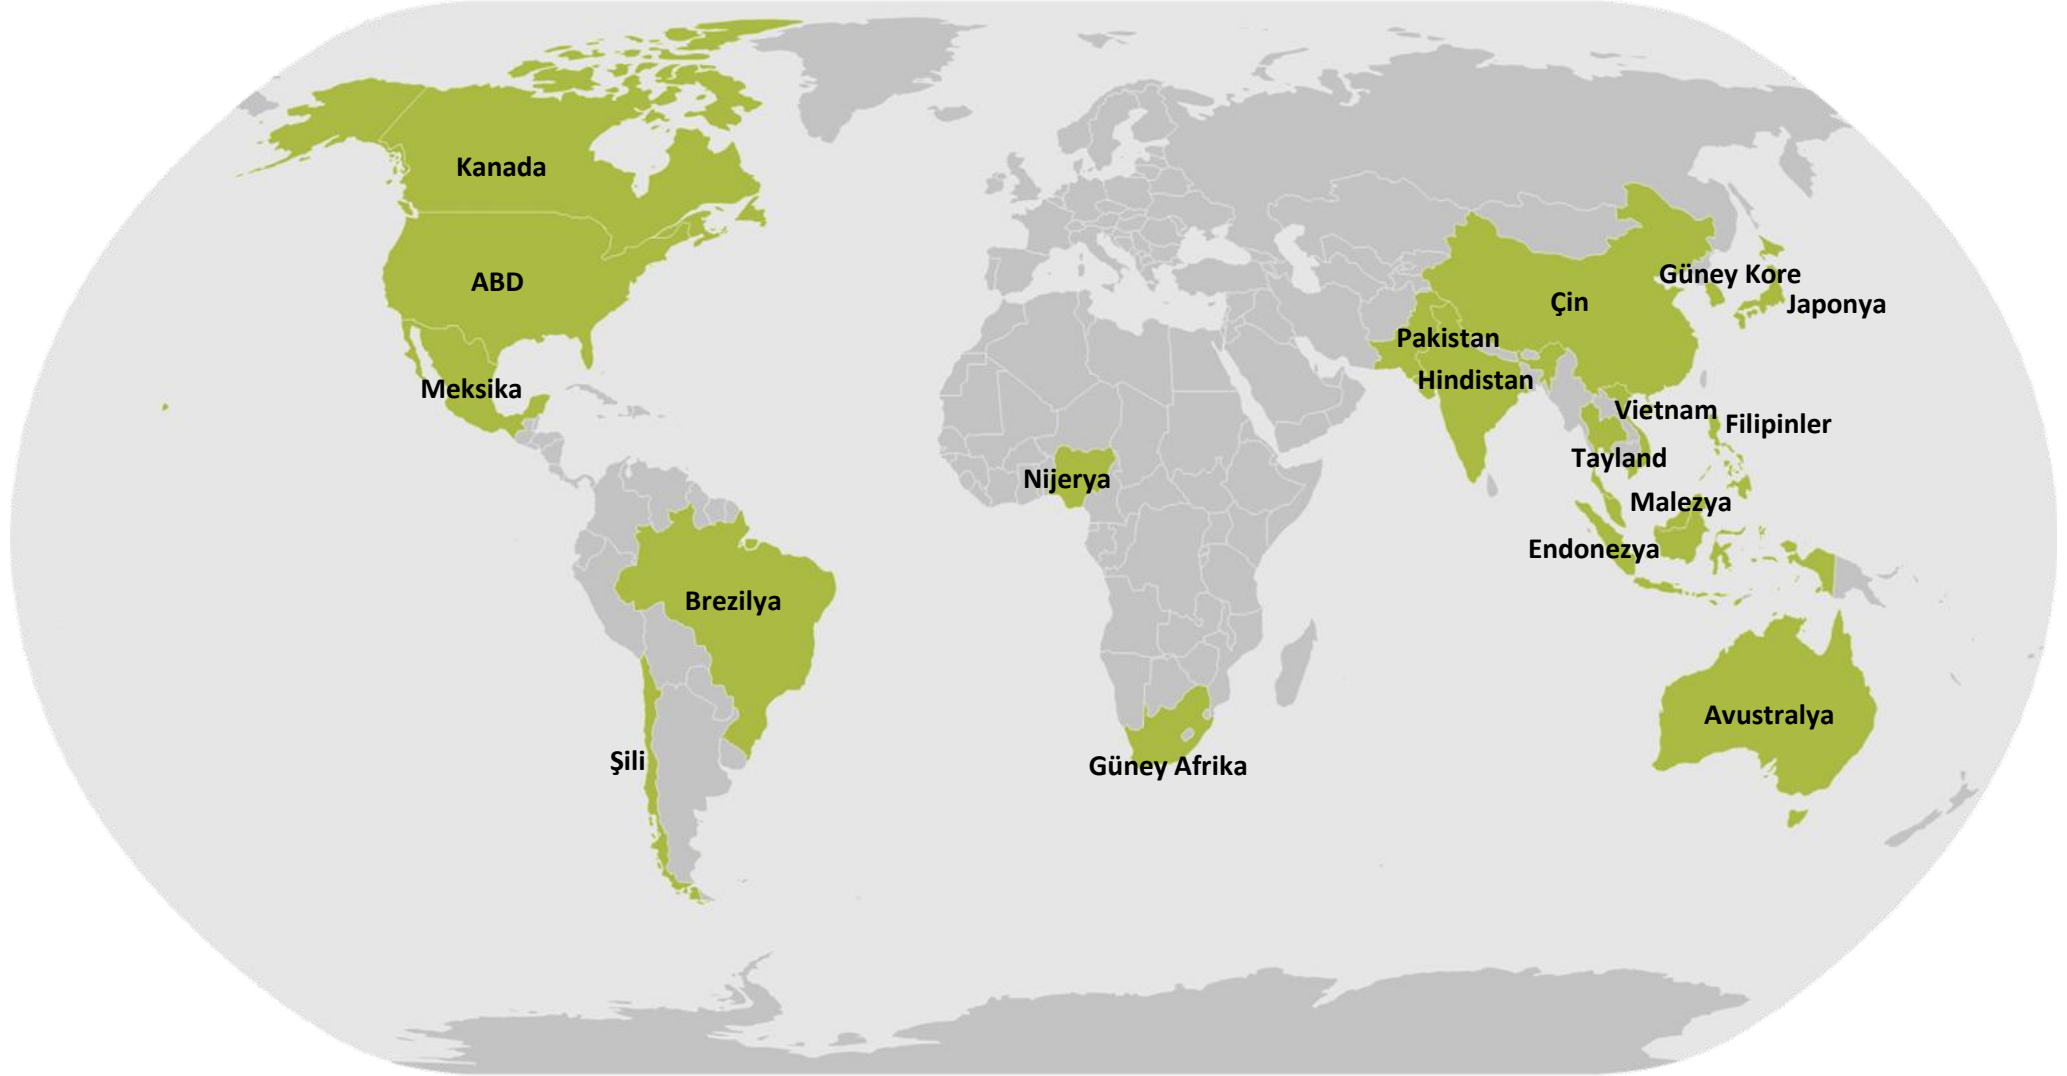 Kanada
ABD
Meksika
Brezilya
Şili
Nijerya
Güney Afrika
Güney Kore
Çin
Japonya
Pakistan
Hindistan
Vietnam
Filipinler
Tayland
Malezya
Endonezya
Avustralya